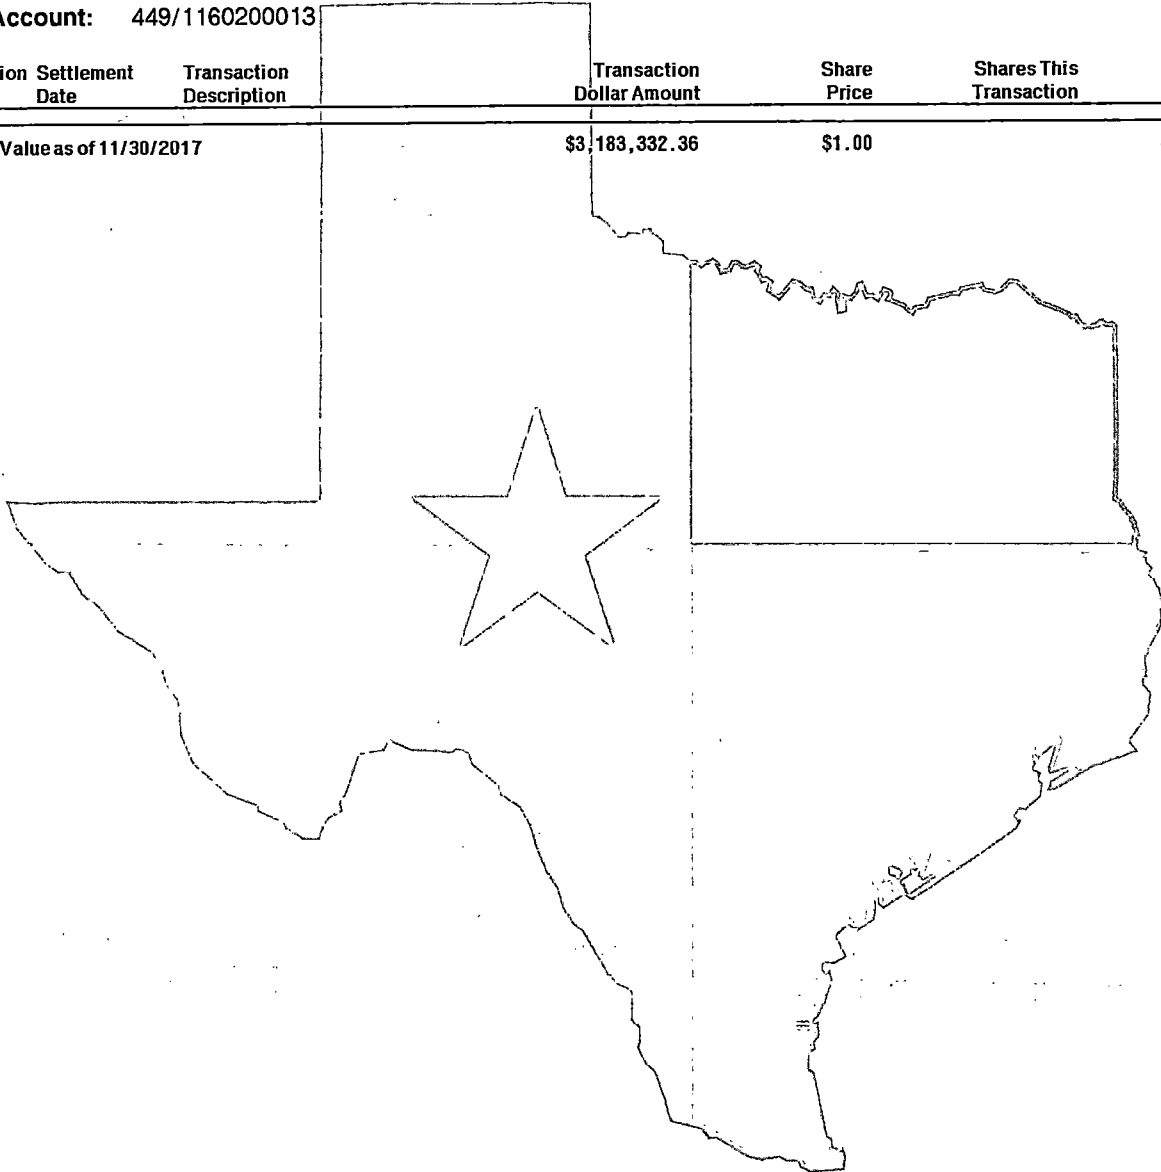 Account: 449/1160200013
ion Settlement Transaction Transaction Share Shares This
Date Description Dollar Amount Price Transaction
Value as of 11/30/2017 $3,183,332.36 $1.00